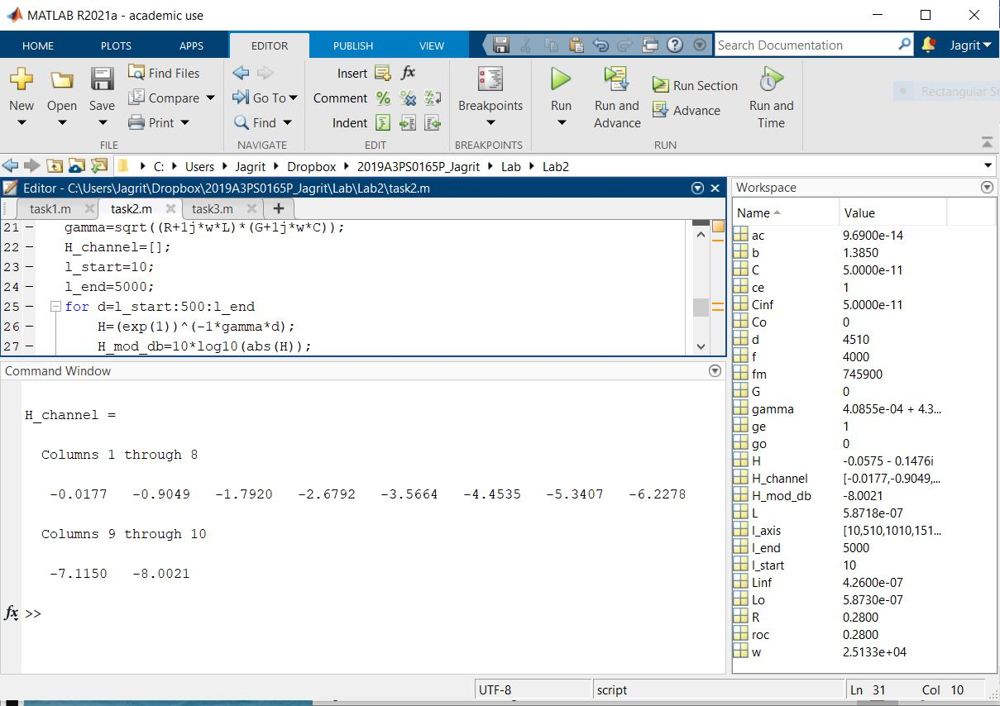 MATLAB R2021a - academic use
HOME PLOTS APPS EDITOR PUBLISH VIEW Search Documentation Jagrit
New Open Save Find Files Compare Print
Go To Find
Insert fx
Comment
Indent
Breakpoints
Run Run and Advance Run Section Advance Run and Time
Rectangular
FILE NAVIGATE EDIT BREAKPOINTS RUN
C: Users Jagrit Dropbox 2019A3PS0165P_Jagrit Lab Lab2
Editor - C:\Users\Jagrit\Dropbox\2019A3PS0165P_Jagrit\Lab\Lab2\task2.m
task1.m task2.m task3.m
21 - gamma=sqrt((R+1j*w*L)*(G+1j*w*C));
22 - H_channel=[];
23 - l_start=10;
24 - l_end=5000;
25 - for d=l_start:500:l_end
26 - H=(exp(1))^(-1*gamma*d);
27 - H_mod_db=10*log10(abs(H));
Command Window
H_channel =
Columns 1 through 8
-0.0177 -0.9049 -1.7920 -2.6792 -3.5664 -4.4535 -5.3407 -6.2278
Columns 9 through 10
-7.1150 -8.0021
fx >>
Workspace
Name Value
ac 9.6900e-14
b 1.3850
C 5.0000e-11
ce 1
Cinf 5.0000e-11
Co 0
d 4510
f 4000
fm 745900
G 0
gamma 4.0855e-04 + 4.3...
ge 1
go 0
H -0.0575 - 0.1476i
H_channel [-0.0177,-0.9049,...
H_mod_db -8.0021
L 5.8718e-07
l_axis [10,510,1010,151...
l_end 5000
l_start 10
Linf 4.2600e-07
Lo 5.8730e-07
R 0.2800
roc 0.2800
w 2.5133e+04
UTF-8 script Ln 31 Col 10